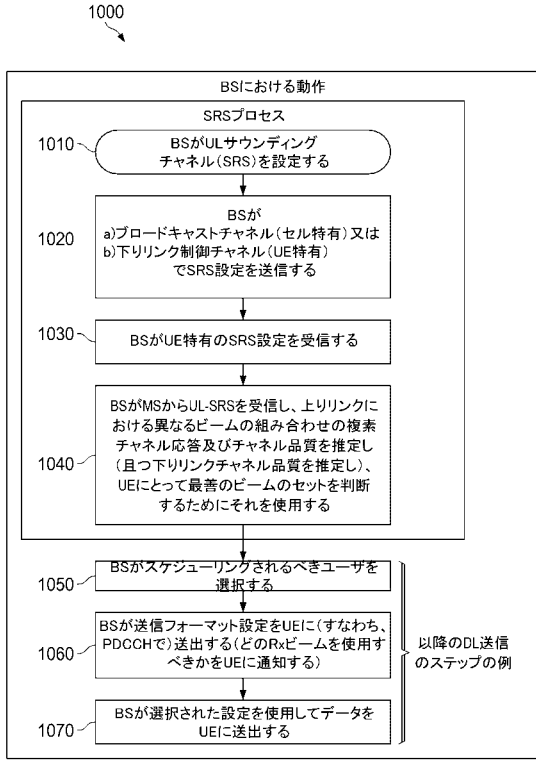 1000
BSにおける動作
SRSプロセス
1010
BSがULサウンディング
チャネル(SRS)を設定する
1020
BSが
a)ブロードキャストチャネル(セル特有)又は
b)下りリンク制御チャネル(UE特有)
でSRS設定を送信する
1030
BSがUE特有のSRS設定を受信する
1040
BSがMSからUL-SRSを受信し、上りリンクに
おける異なるビームの組み合わせの複素
チャネル応答及びチャネル品質を推定し
(且つ下りリンクチャネル品質を推定し)、
UEにとって最善のビームのセットを判断
するためにそれを使用する
1050
BSがスケジューリングされるべきユーザを
選択する
1060
BSが送信フォーマット設定をUEに(すなわち、
PDCCHで)送出する(どのRxビームを使用す
べきかをUEに通知する)
以降のDL送信
のステップの例
1070
BSが選択された設定を使用してデータを
UEに送出する